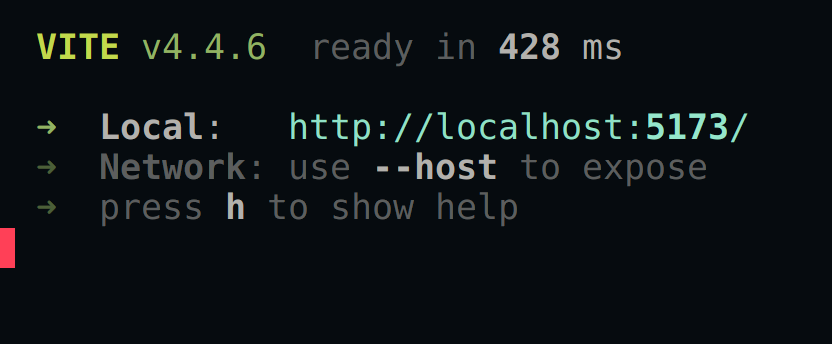 VITE v4.4.6  ready in 428 ms
➜  Local:   http://localhost:5173/
➜  Network: use --host to expose
➜  press h to show help